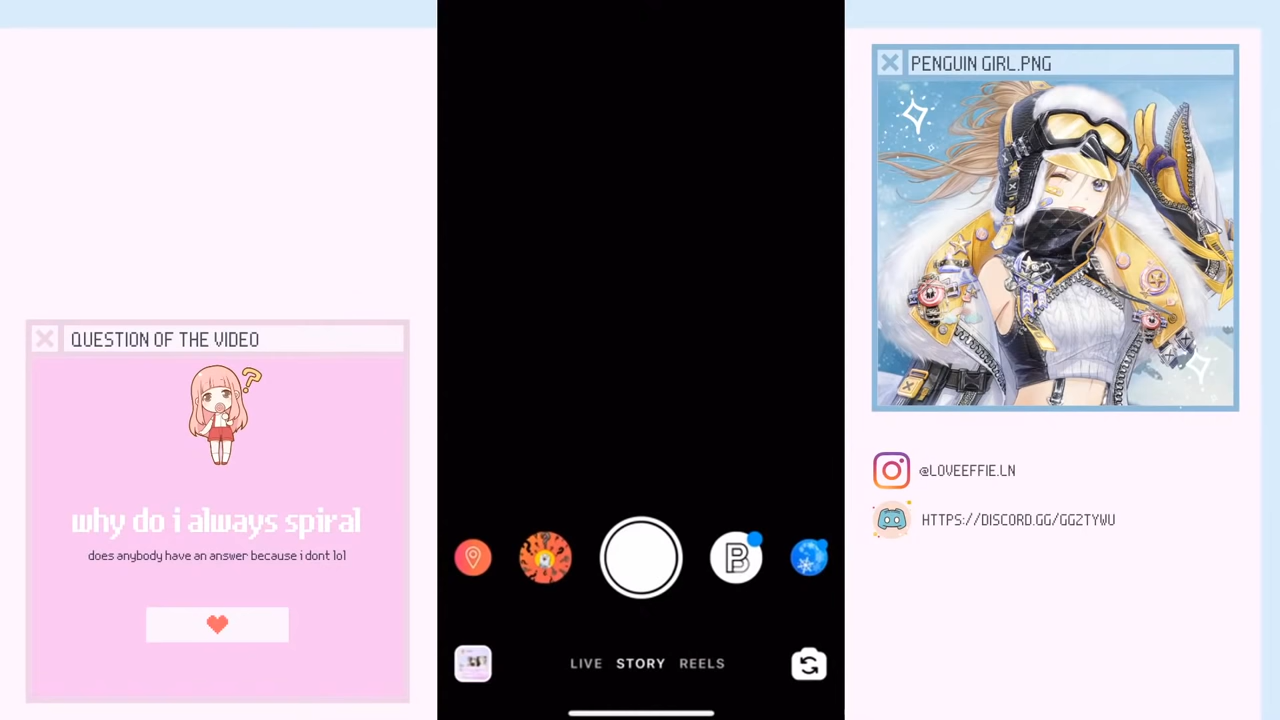 QUESTION OF THE VIDEO
why do i always spiral
does anybody have an answer because i dont lol
B
LIVE STORY REELS
PENGUIN GIRL.PNG
@LOVEEFFIE.LN
HTTPS://DISCORD.GG/GG2TYWU